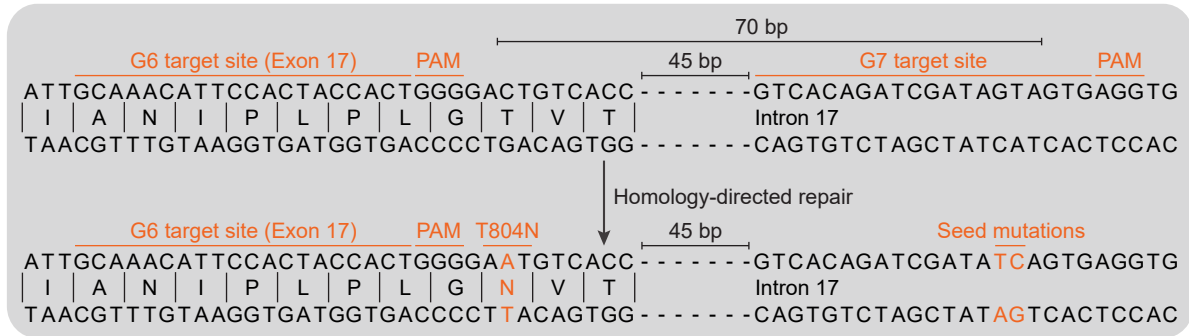 70 bp
G6 target site (Exon 17) PAM 45 bp G7 target site PAM
ATTGCAAACATTCCACTACCACTGGGGACTGTCACC - - - - - - - GTCACAGATCGATAGTAGTGAGGTG
I A N I P L P L G T V T Intron 17
TAACGTTTGTAAGGTGATGGTGACCCCTGACAGTGG - - - - - - - CAGTGTCTAGCTATCATCACTCCAC
Homology-directed repair
G6 target site (Exon 17) PAM T804N 45 bp Seed mutations
ATTGCAAACATTCCACTACCACTGGGGAATGTCACC - - - - - - - GTCACAGATCGATATCAGTGAGGTG
I A N I P L P L G N V T Intron 17
TAACGTTTGTAAGGTGATGGTGACCCCTTACAGTGG - - - - - - - CAGTGTCTAGCTATAGTCACTCCAC